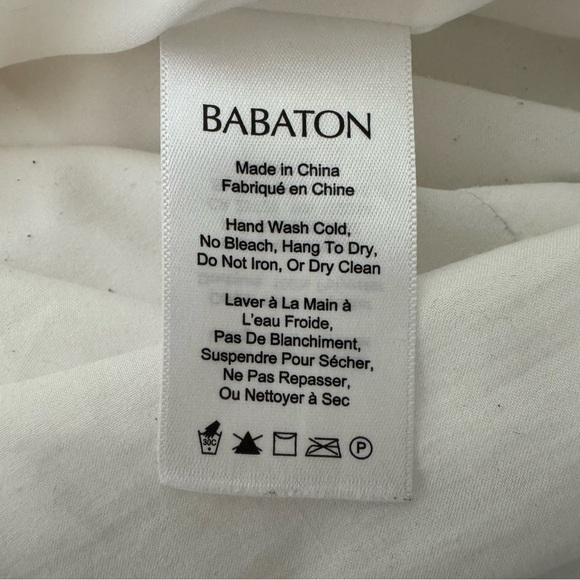 BABATON
Made in China
Fabriqué en Chine
Hand Wash Cold,
No Bleach, Hang To Dry,
Do Not Iron, Or Dry Clean
Laver à La Main à
L'eau Froide,
Pas De Blanchiment,
Suspendre Pour Sécher,
Ne Pas Repasser,
Ou Nettoyer à Sec
30C P